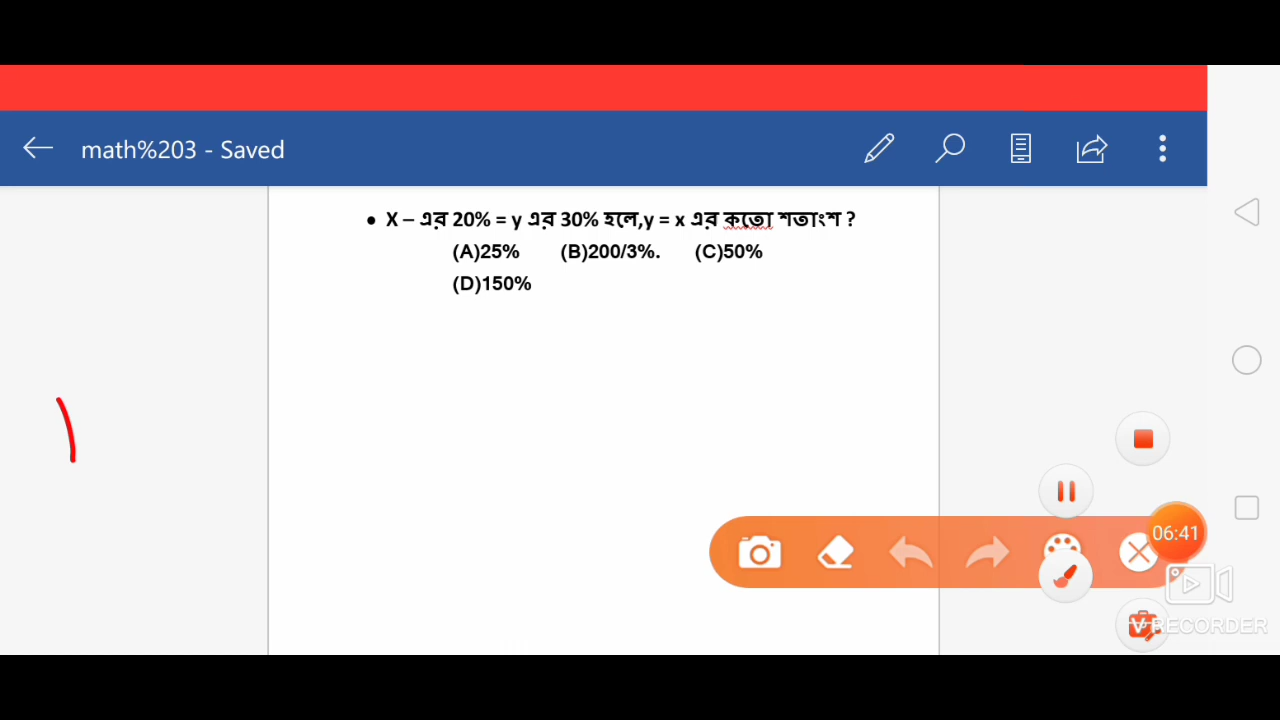 math%203 - Saved
• X – এর 20% = y এর 30% হলে,y = x এর কতো শতাংশ ?
(A)25% (B)200/3%. (C)50%
(D)150%
06:41
V RECORDER